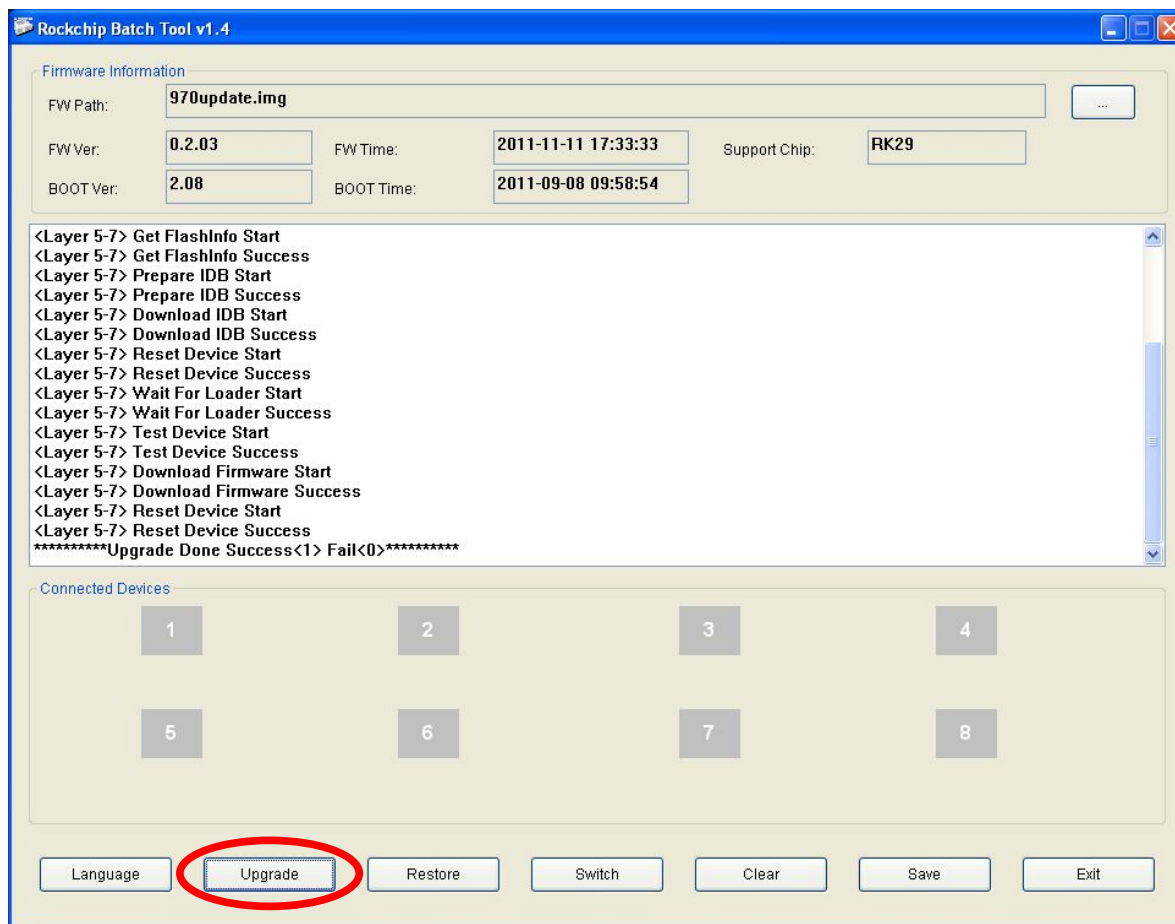 Rockchip Batch Tool v1.4
Firmware Information
FW Path: 970update.img ...
FW Ver: 0.2.03 FW Time: 2011-11-11 17:33:33 Support Chip: RK29
BOOT Ver: 2.08 BOOT Time: 2011-09-08 09:58:54
<Layer 5-7> Get FlashInfo Start
<Layer 5-7> Get FlashInfo Success
<Layer 5-7> Prepare IDB Start
<Layer 5-7> Prepare IDB Success
<Layer 5-7> Download IDB Start
<Layer 5-7> Download IDB Success
<Layer 5-7> Reset Device Start
<Layer 5-7> Reset Device Success
<Layer 5-7> Wait For Loader Start
<Layer 5-7> Wait For Loader Success
<Layer 5-7> Test Device Start
<Layer 5-7> Test Device Success
<Layer 5-7> Download Firmware Start
<Layer 5-7> Download Firmware Success
<Layer 5-7> Reset Device Start
<Layer 5-7> Reset Device Success
**********Upgrade Done Success<1> Fail<0>**********
Connected Devices
1 2 3 4
5 6 7 8
Language Upgrade Restore Switch Clear Save Exit